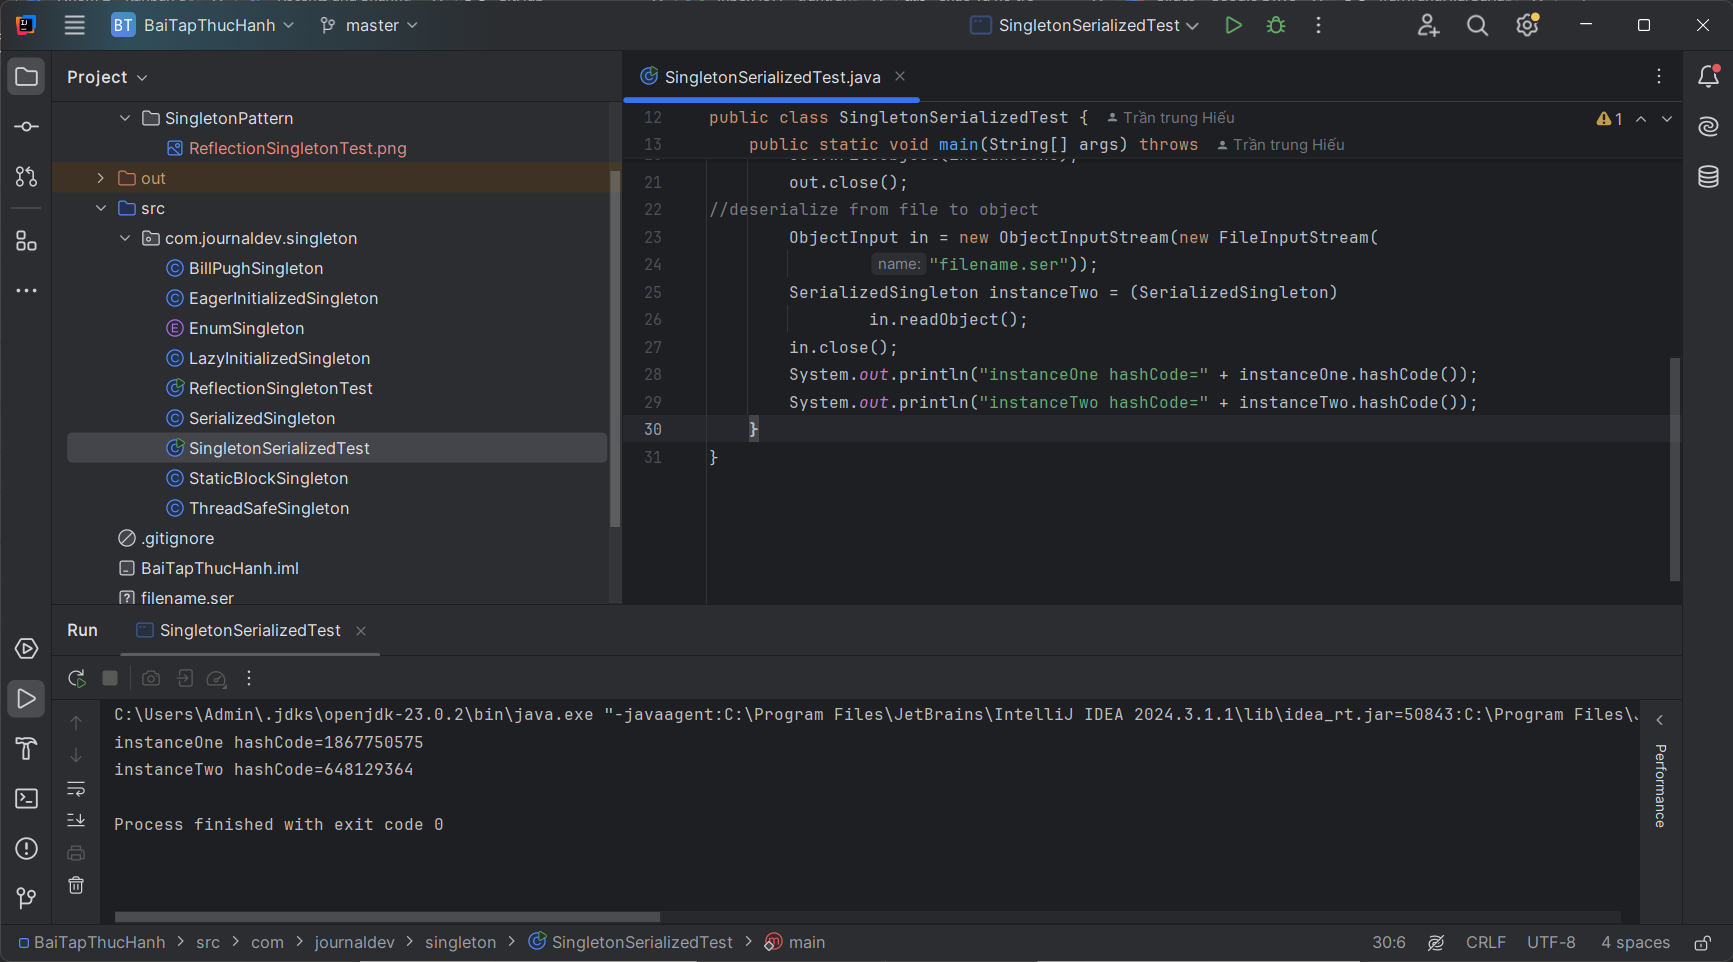 BT BaiTapThucHanh master SingletonSerializedTest
Project
SingletonPattern
ReflectionSingletonTest.png
out
src
com.journaldev.singleton
BillPughSingleton
EagerInitializedSingleton
EnumSingleton
LazyInitializedSingleton
ReflectionSingletonTest
SerializedSingleton
SingletonSerializedTest
StaticBlockSingleton
ThreadSafeSingleton
.gitignore
BaiTapThucHanh.iml
filename.ser
SingletonSerializedTest.java
12 public class SingletonSerializedTest { Trần trung Hiếu
1
13 public static void main(String[] args) throws Trần trung Hiếu
21 out.close();
22 //deserialize from file to object
23 ObjectInput in = new ObjectInputStream(new FileInputStream(
24 name: "filename.ser"));
25 SerializedSingleton instanceTwo = (SerializedSingleton)
26 in.readObject();
27 in.close();
28 System.out.println("instanceOne hashCode=" + instanceOne.hashCode());
29 System.out.println("instanceTwo hashCode=" + instanceTwo.hashCode());
30 }
31 }
Run SingletonSerializedTest
C:\Users\Admin\.jdks\openjdk-23.0.2\bin\java.exe "-javaagent:C:\Program Files\JetBrains\IntelliJ IDEA 2024.3.1.1\lib\idea_rt.jar=50843:C:\Program Files\J
instanceOne hashCode=1867750575
instanceTwo hashCode=648129364
Process finished with exit code 0
Performance
BaiTapThucHanh > src > com > journaldev > singleton > SingletonSerializedTest > main
30:6 CRLF UTF-8 4 spaces